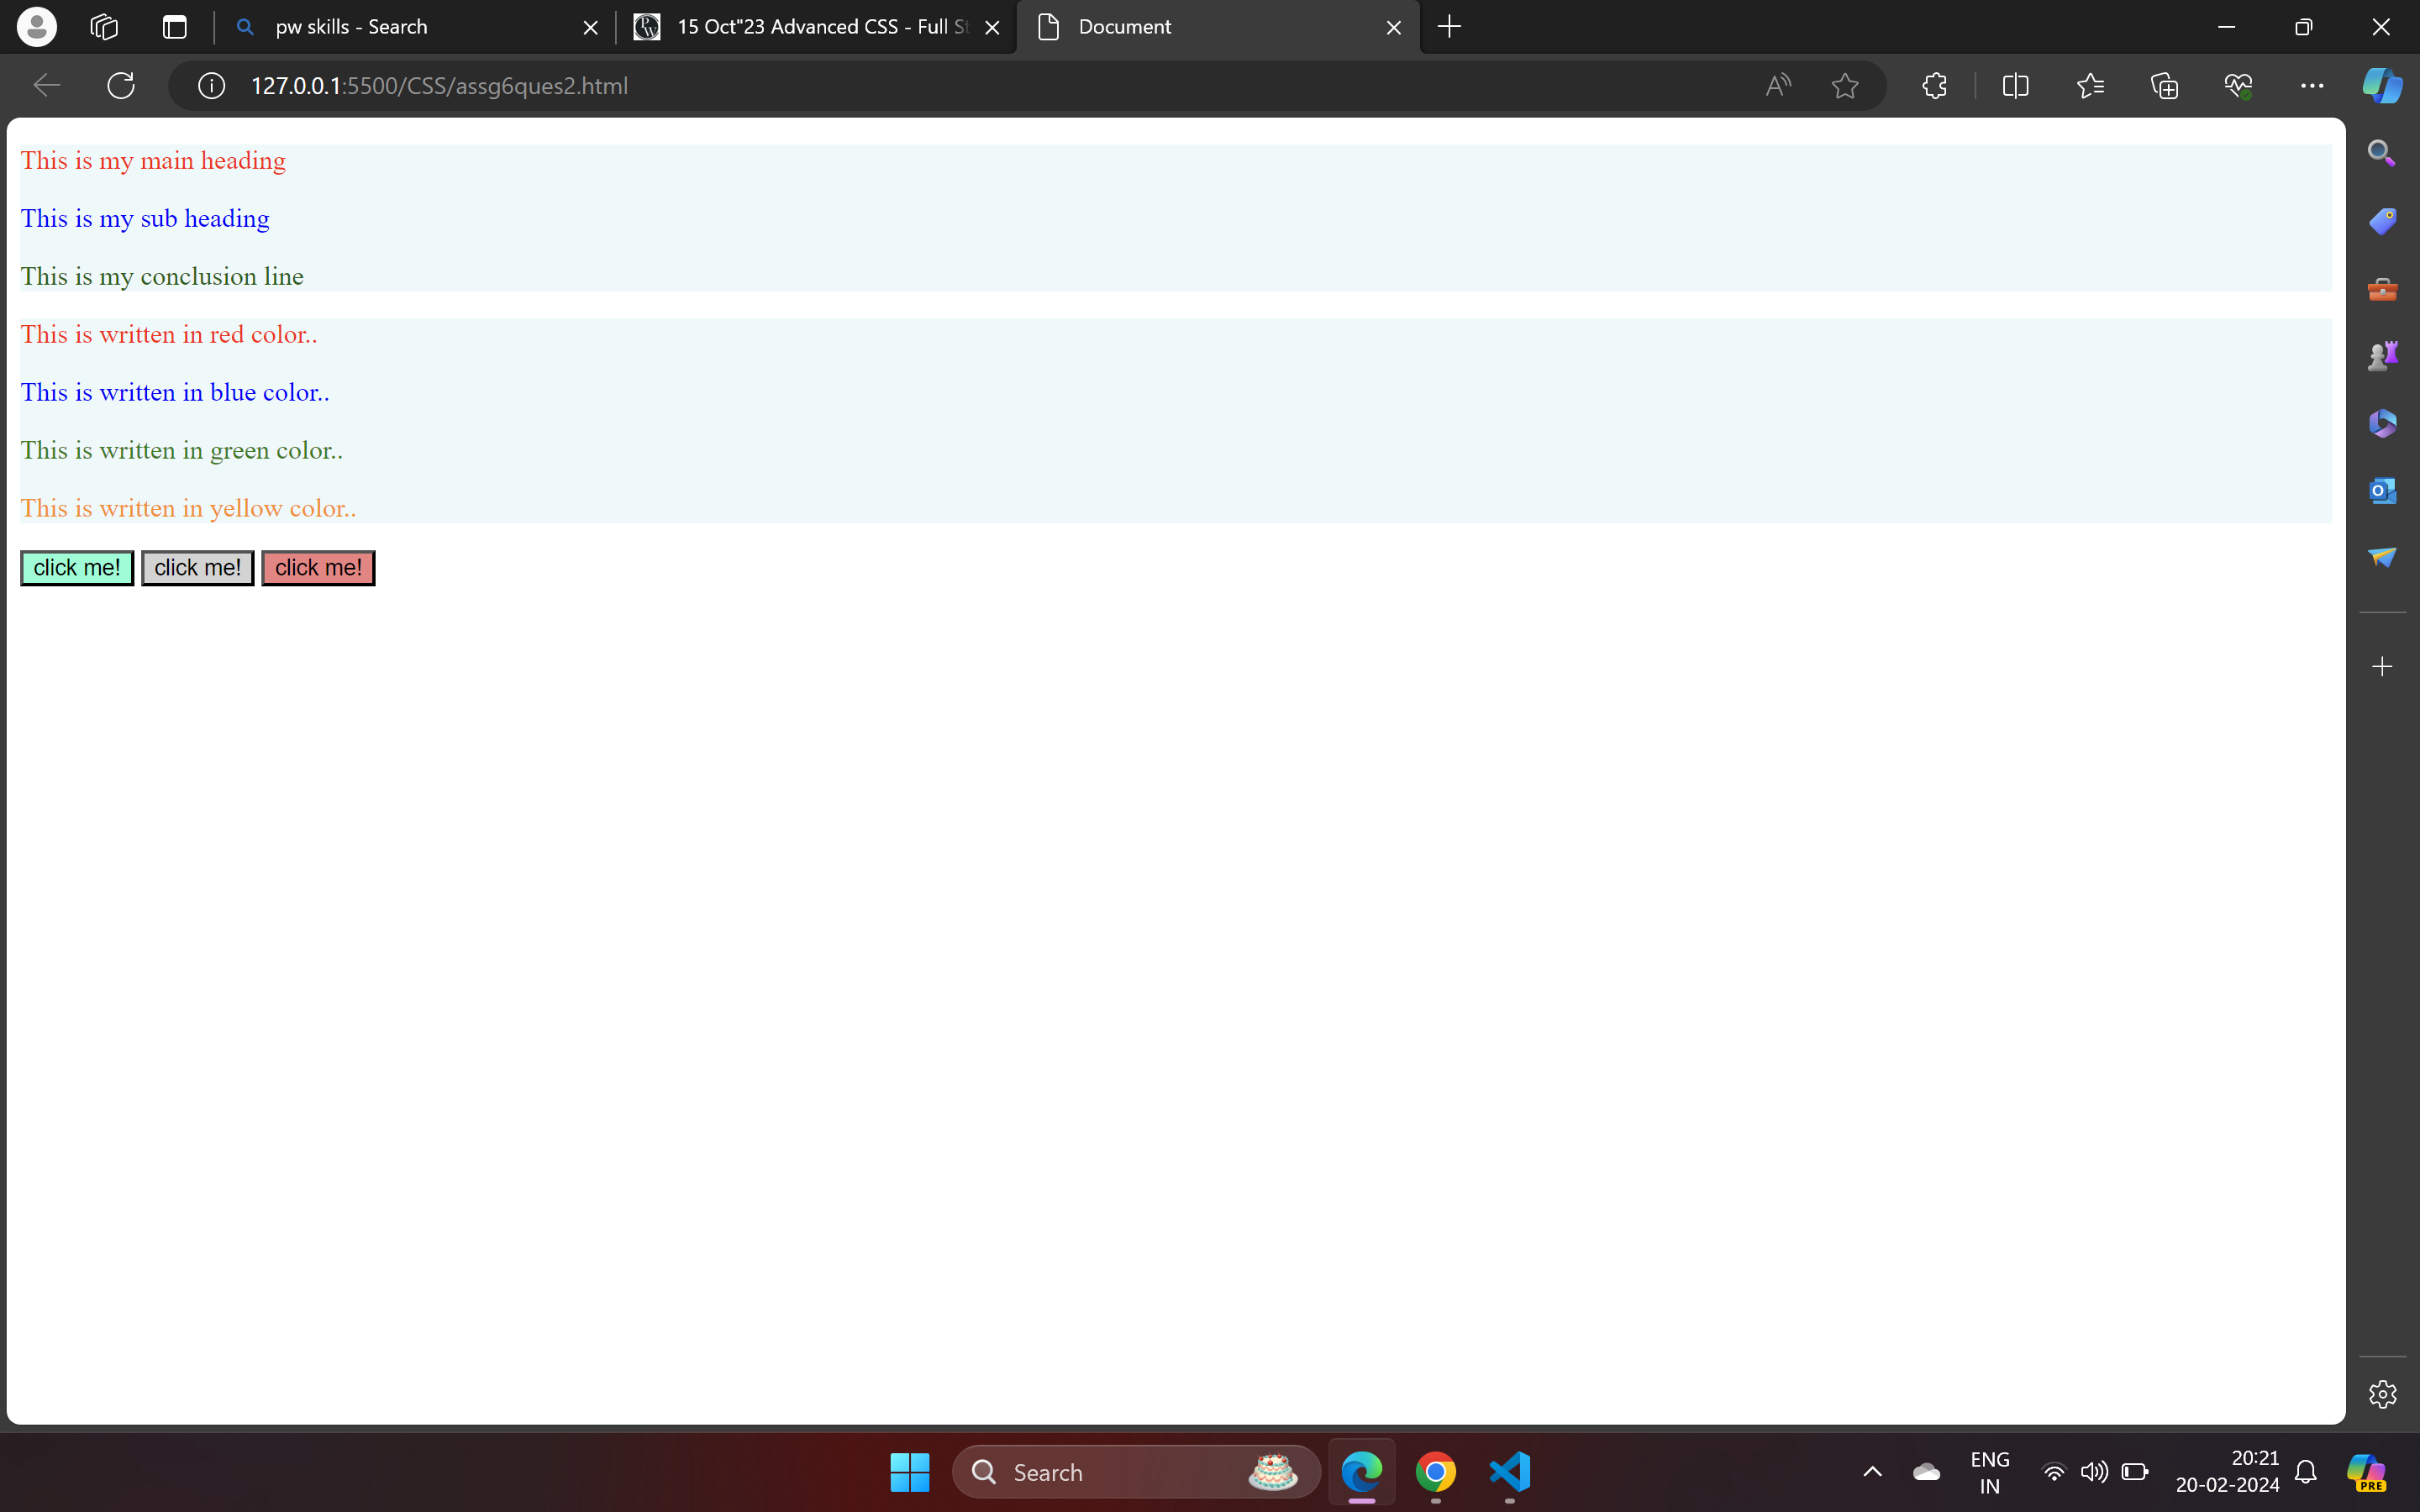 pw skills - Search
15 Oct"23 Advanced CSS - Full St
Document
127.0.0.1:5500/CSS/assg6ques2.html
This is my main heading
This is my sub heading
This is my conclusion line
This is written in red color..
This is written in blue color..
This is written in green color..
This is written in yellow color..
click me! click me! click me!
Search
ENG
IN
20:21
20-02-2024
PRE